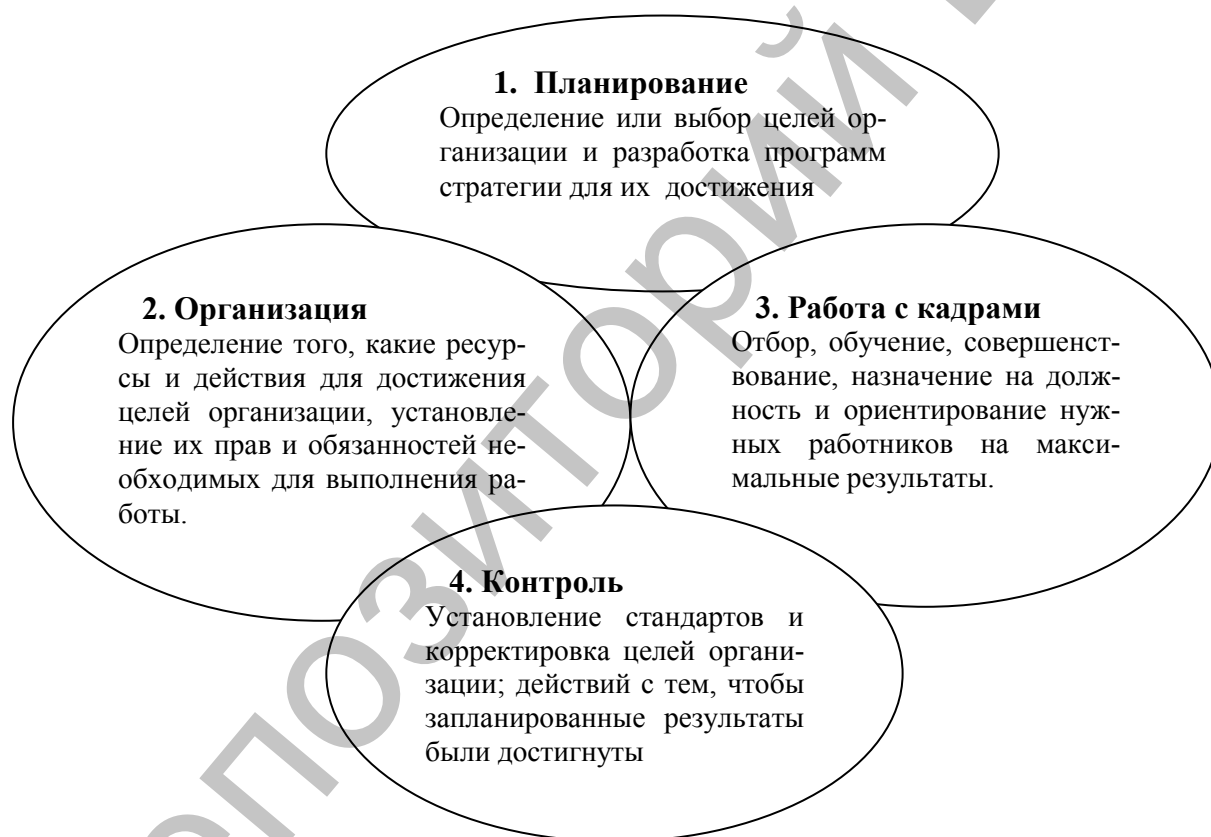 1. Планирование
Определение или выбор целей ор-
ганизации и разработка программ
стратегии для их достижения
2. Организация
Определение того, какие ресур-
сы и действия для достижения
целей организации, установле-
ние их прав и обязанностей не-
обходимых для выполнения ра-
боты.
3. Работа с кадрами
Отбор, обучение, совершенст-
вование, назначение на долж-
ность и ориентирование нуж-
ных работников на макси-
мальные результаты.
4. Контроль
Установление стандартов и
корректировка целей органи-
зации; действий с тем, чтобы
запланированные результаты
были достигнуты
позиторий